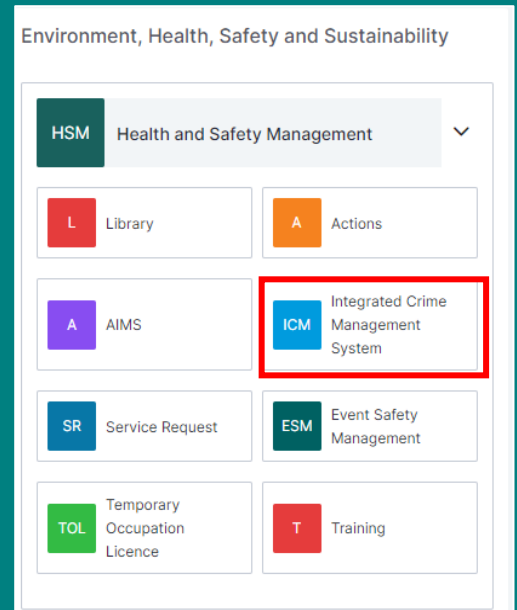 Environment, Health, Safety and Sustainability
HSM Health and Safety Management
L Library
A Actions
A AIMS
ICM Integrated Crime
Management
System
SR Service Request
ESM Event Safety
Management
TOL Temporary
Occupation
Licence
T Training